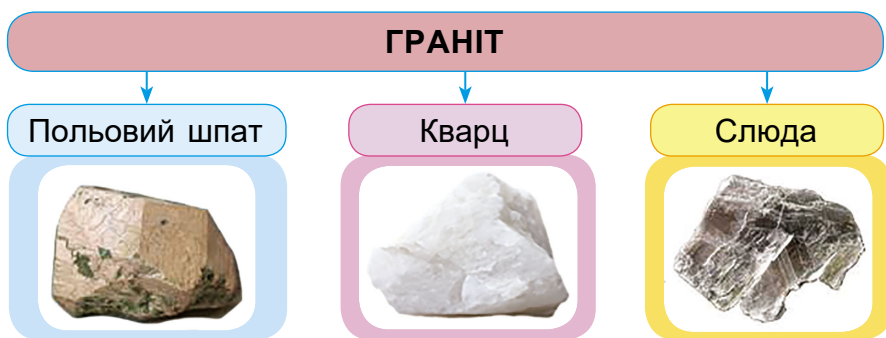 ГРАНІТ
Польовий шпат
Кварц
Слюда